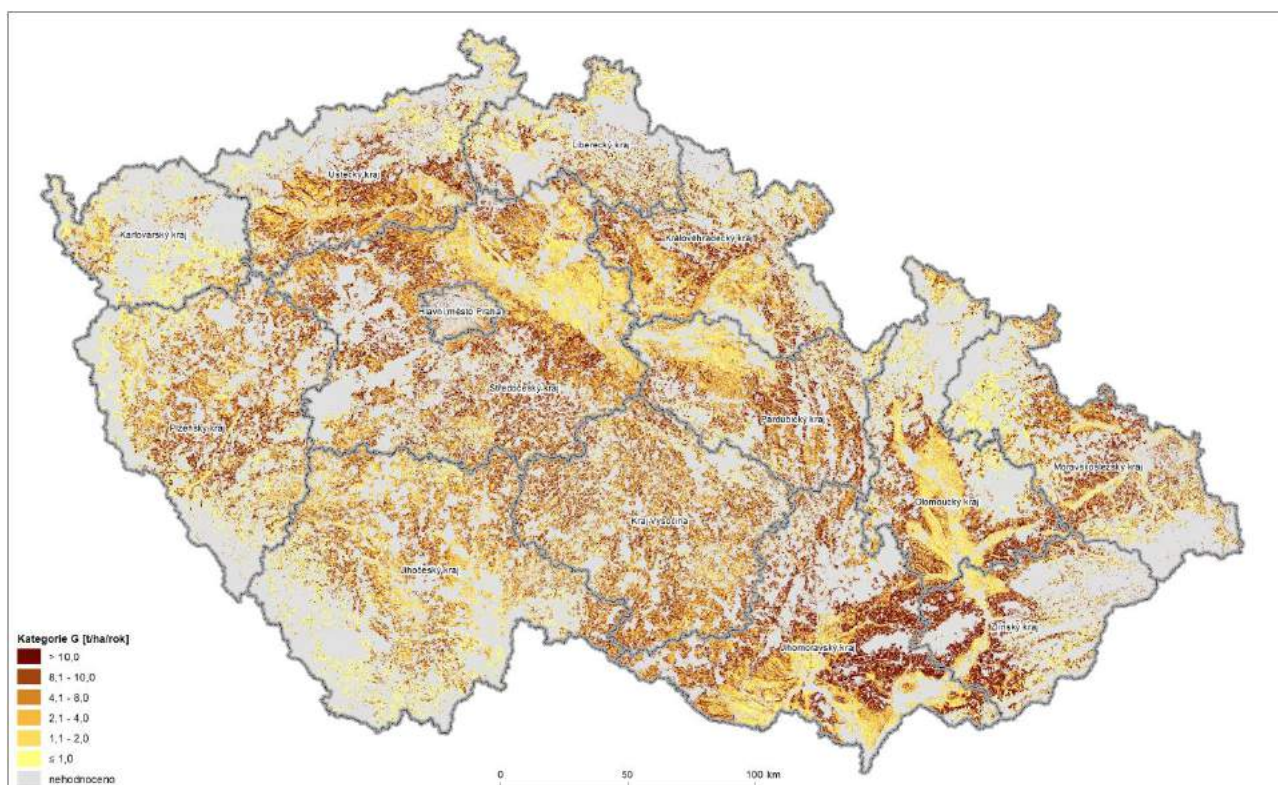 Liberecký kraj
Ústecký kraj
Karlovarský kraj
Královéhradecký kraj
Hlavní město Praha
Středočeský kraj
Pardubický kraj
Plzeňský kraj
Moravskoslezský kraj
Olomoucký kraj
Kraj Vysočina
Jihočeský kraj
Zlínský kraj
Jihomoravský kraj
Kategorie G [t/ha/rok]
> 10,0
8,1 - 10,0
4,1 - 8,0
2,1 - 4,0
1,1 - 2,0
≤ 1,0
nehodnoceno
0 50 100 km